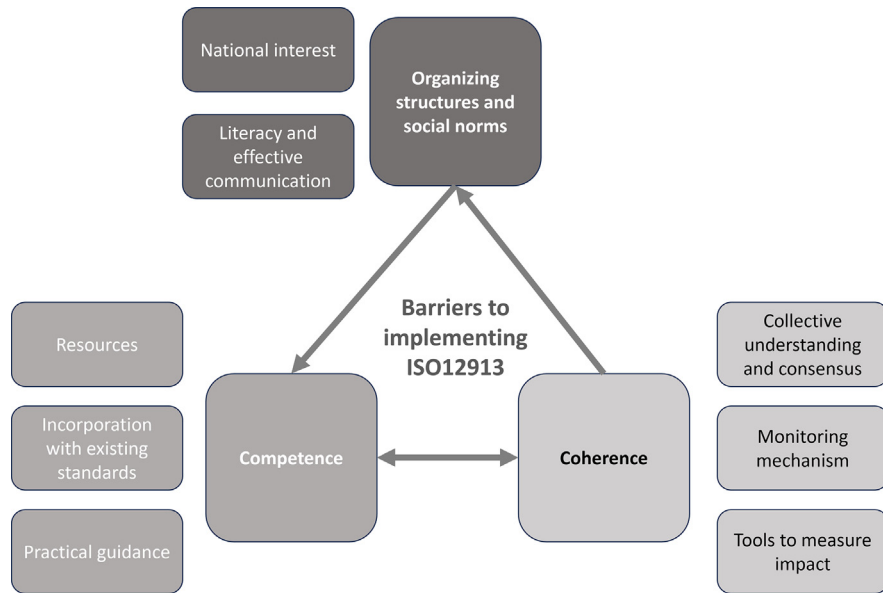 National interest
Organizing
structures and
social norms
Literacy and
effective
communication
Barriers to
implementing
ISO12913
Resources
Incorporation
with existing
standards
Practical guidance
Competence
Coherence
Collective
understanding
and consensus
Monitoring
mechanism
Tools to measure
impact